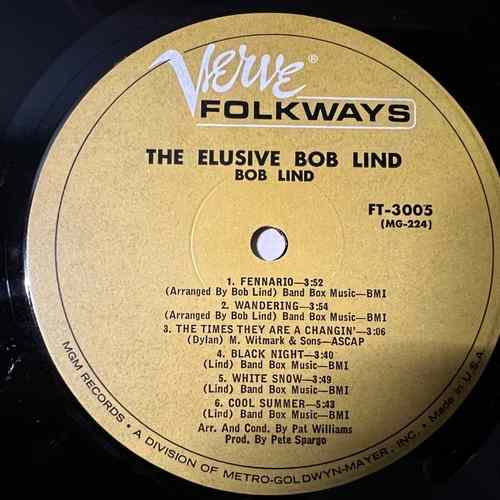 Verve®
FOLKWAYS
THE ELUSIVE BOB LIND
BOB LIND
FT-3005
(MG-224)
1. FENNARIO—3:52
(Arranged By Bob Lind) Band Box Music—BMI
2. WANDERING—3:54
(Arranged By Bob Lind) Band Box Music—BMI
3. THE TIMES THEY ARE A CHANGIN'—3:06
(Dylan) M. Witmark & Sons—ASCAP
4. BLACK NIGHT—3:40
(Lind) Band Box Music—BMI
5. WHITE SNOW—3:49
(Lind) Band Box Music—BMI
6. COOL SUMMER—5:43
(Lind) Band Box Music—BMI
Arr. And Cond. By Pat Williams
Prod. By Pete Spargo
MGM RECORDS • A DIVISION OF METRO-GOLDWYN-MAYER, INC. • Made in U.S.A.